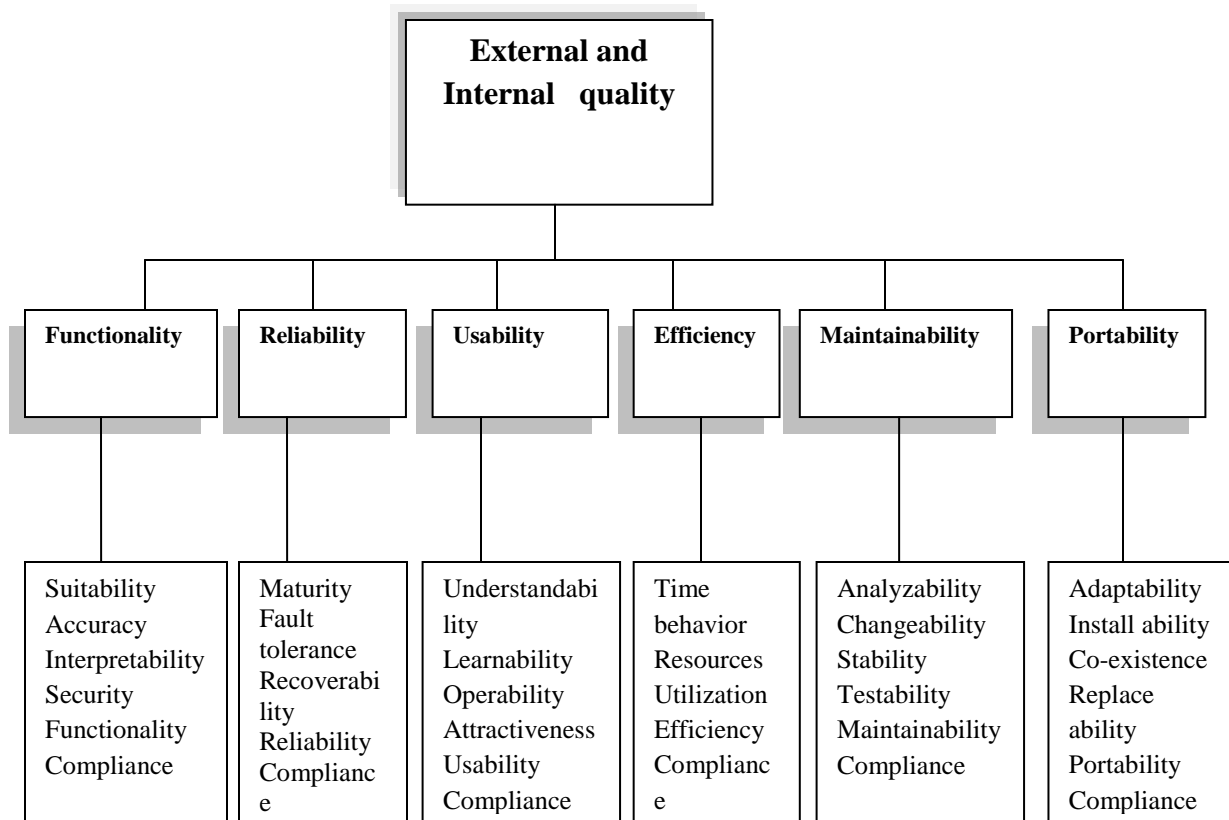 External and
Internal quality
Functionality
Reliability
Usability
Efficiency
Maintainability
Portability
Suitability
Accuracy
Interpretability
Security
Functionality
Compliance
Maturity
Fault
tolerance
Recoverabi
lity
Reliability
Complianc
e
Understandabi
lity
Learnability
Operability
Attractiveness
Usability
Compliance
Time
behavior
Resources
Utilization
Efficiency
Complianc
e
Analyzability
Changeability
Stability
Testability
Maintainability
Compliance
Adaptability
Install ability
Co-existence
Replace
ability
Portability
Compliance